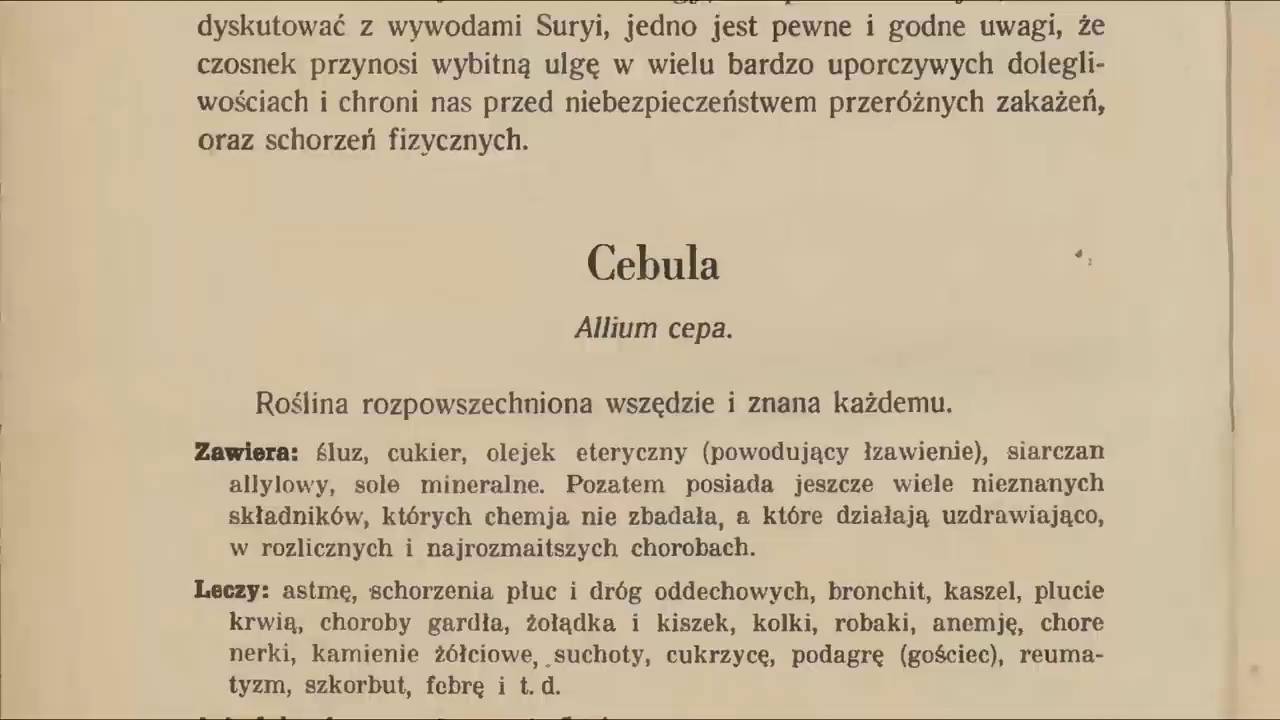 dyskutować z wywodami Suryi, jedno jest pewne i godne uwagi, że
czosnek przynosi wybitną ulgę w wielu bardzo uporczywych dolegli-
wościach i chroni nas przed niebezpieczeństwem przeróżnych zakażeń,
oraz schorzeń fizycznych.
Cebula
Allium cepa.
Roślina rozpowszechniona wszędzie i znana każdemu.
Zawiera: śluz, cukier, olejek eteryczny (powodujący łzawienie), siarczan
allylowy, sole mineralne. Pozatem posiada jeszcze wiele nieznanych
składników, których chemja nie zbadała, a które działają uzdrawiająco,
w rozlicznych i najrozmaitszych chorobach.
Leczy: astmę, schorzenia płuc i dróg oddechowych, bronchit, kaszel, plucie
krwią, choroby gardła, żołądka i kiszek, kolki, robaki, anemję, chore
nerki, kamienie żółciowe, suchoty, cukrzycę, podagrę (gościec), reuma-
tyzm, szkorbut, febrę i t. d.